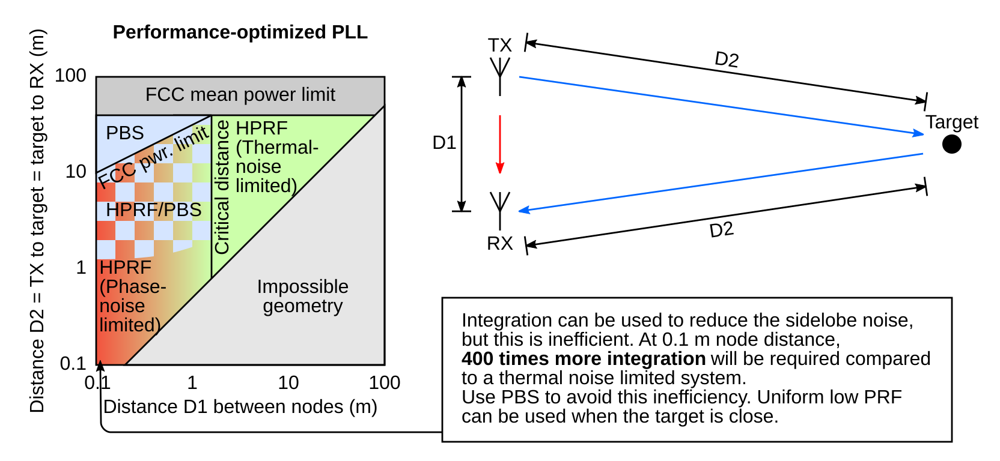 Performance-optimized PLL
Distance D2 = TX to target = target to RX (m)
100
10
1
0.1
FCC mean power limit
PBS
FCC pwr. limit
HPRF/PBS
HPRF
(Phase-
noise
limited)
Critical distance
HPRF
(Thermal-
noise
limited)
Impossible
geometry
0.1
1
10
100
Distance D1 between nodes (m)
TX
D2
D1
Target
RX
D2
Integration can be used to reduce the sidelobe noise,
but this is inefficient. At 0.1 m node distance,
400 times more integration will be required compared
to a thermal noise limited system.
Use PBS to avoid this inefficiency. Uniform low PRF
can be used when the target is close.